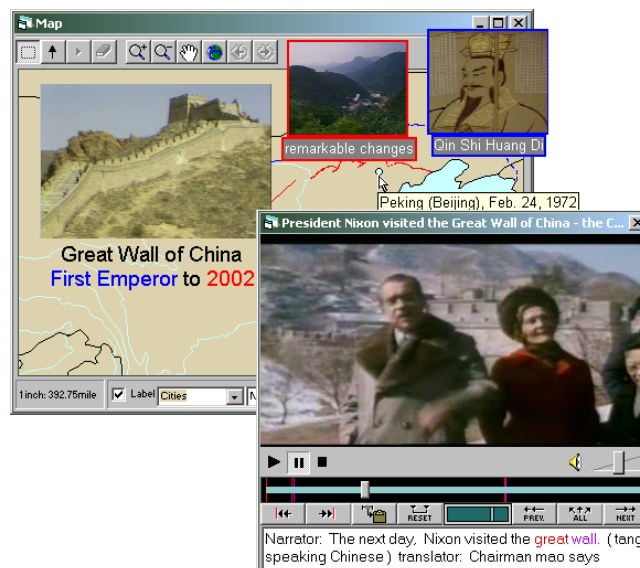 Map
remarkable changes
Qin Shi Huang Di
Peking (Beijing), Feb. 24, 1972
Great Wall of China
First Emperor to 2002
1inch: 392.75mile
Label
Cities
N
President Nixon visited the Great Wall of China - the C...
RESET
PREV.
ALL
NEXT
Narrator: The next day, Nixon visited the great wall. ( tang
speaking Chinese ) translator: Chairman mao says